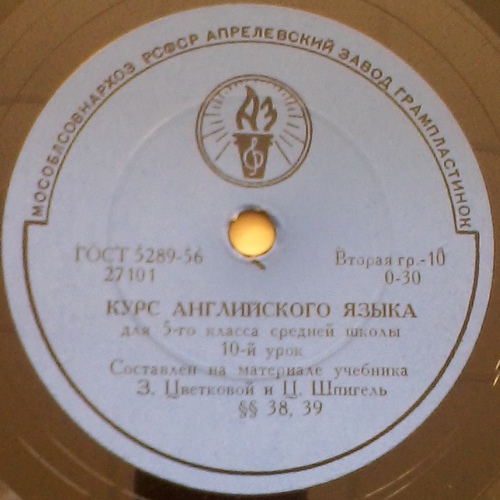 МОСОБЛСОВНАРХОЗ РСФСР АПРЕЛЕВСКИЙ ЗАВОД ГРАМПЛАСТИНОК
АЗ
ГОСТ 5289-56
27101
Вторая гр.-10
0-30
КУРС АНГЛИЙСКОГО ЯЗЫКА
для 5-го класса средней школы
10-й урок
Составлен на материале учебника
З. Цветковой и Ц. Шпигель
§§ 38, 39